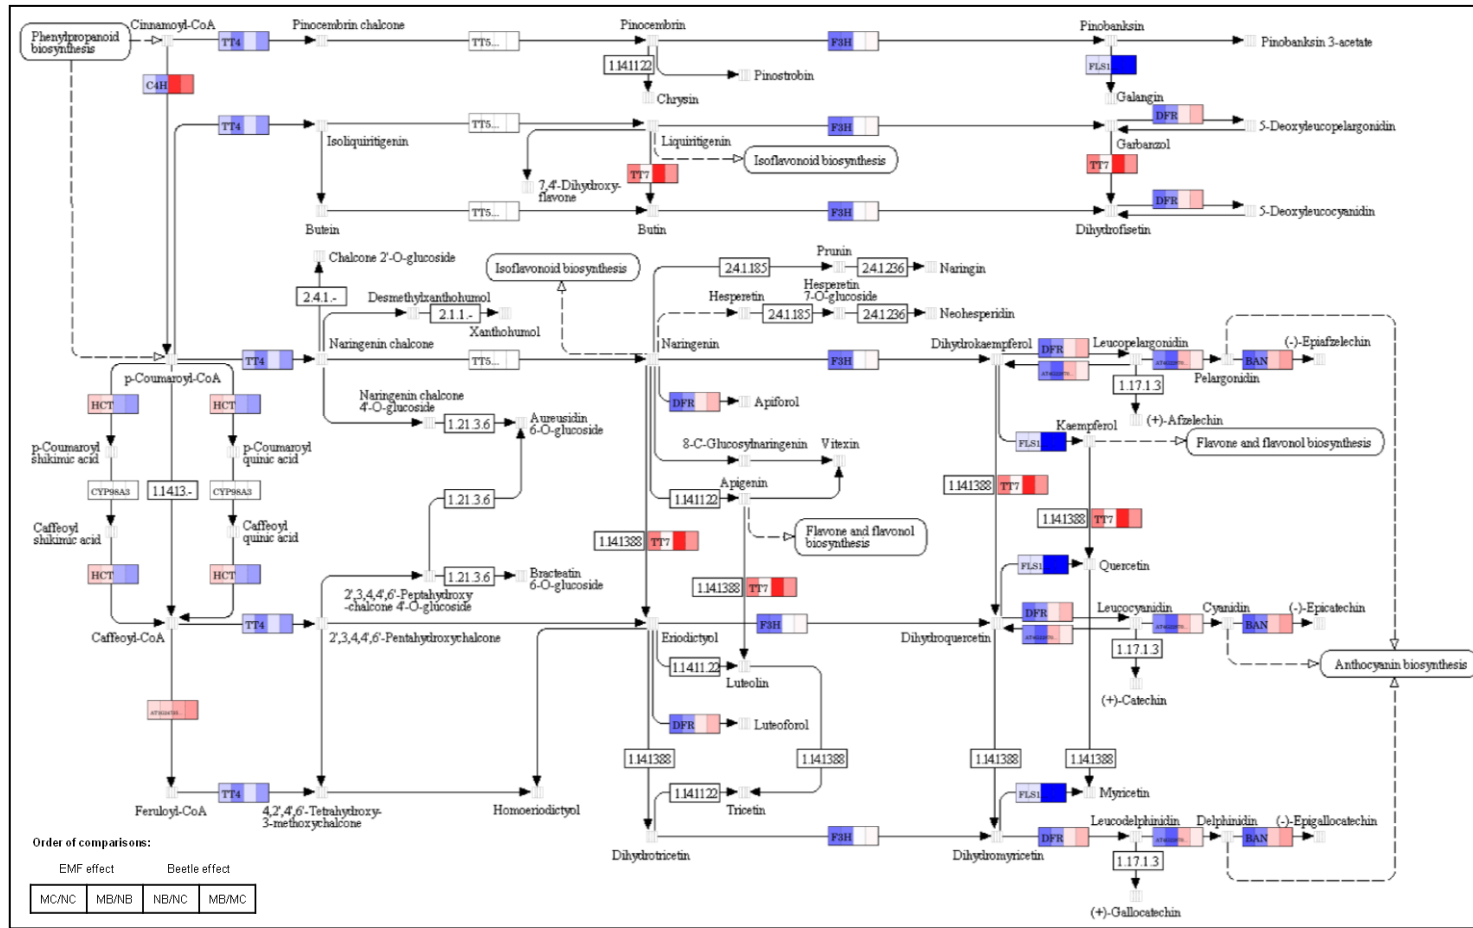 Phenylpropanoid
biosynthesis
Cinnamoyl-CoA
TT4
Pinocembrin chalcone
TT5...
Pinocembrin
F3H
Pinobanksin
Pinobanksin 3-acetate
C4H
1.14.11.22
Pinostrobin
Chrysin
FLS1
Galangin
TT4
Isoliquiritigenin
TT5...
Liquiritigenin
F3H
DFR
5-Deoxyleucopelargonidin
Garbanzol
Isoflavonoid biosynthesis
TT7
TT7
7,4'-Dihydroxy-
flavone
Butein
TT5...
Butin
F3H
Dihydrofisetin
DFR
5-Deoxyleucocyanidin
Chalcone 2'-O-glucoside
Isoflavonoid biosynthesis
2.4.1.185
Prunin
2.4.1.236
Naringin
2.4.1.-
Desmethylxanthohumol
2.1.1.-
Xanthohumol
Hesperetin
2.4.1.185
Hesperetin
7-O-glucoside
2.4.1.236
Neohesperidin
TT4
Naringenin chalcone
TT5...
Naringenin
F3H
Dihydrokaempferol
DFR
Leucopelargonidin
Pelargonidin
BAN
(-)-Epiafzelechin
p-Coumaroyl-CoA
1.17.1.3
(+)-Afzelechin
HCT
HCT
Naringenin chalcone
4'-O-glucoside
1.21.3.6
Aureusidin
6-O-glucoside
DFR
Apiforol
FLS1
Kaempferol
Flavone and flavonol biosynthesis
p-Coumaroyl
shikimic acid
p-Coumaroyl
quinic acid
8-C-Glucosylnaringenin
Vitexin
CYP98A3
1.14.13.-
CYP98A3
1.21.3.6
1.14.11.22
Apigenin
1.14.13.88
TT7
Caffeoyl
shikimic acid
Caffeoyl
quinic acid
1.14.13.88
TT7
Flavone and flavonol
biosynthesis
1.14.13.88
TT7
HCT
HCT
1.21.3.6
Bracteatin
6-O-glucoside
1.14.13.88
TT7
FLS1
Quercetin
2',3,4,4',6'-Peptahydroxy
-chalcone 4'-O-glucoside
Caffeoyl-CoA
TT4
2',3,4,4',6'-Pentahydroxychalcone
Eriodictyol
F3H
Dihydroquercetin
DFR
Leucocyanidin
Cyanidin
BAN
(-)-Epicatechin
1.14.11.22
Luteolin
1.17.1.3
(+)-Catechin
Anthocyanin biosynthesis
DFR
Luteoforol
1.14.13.88
1.14.13.88
1.14.13.88
1.14.13.88
Feruloyl-CoA
TT4
4,2',4',6'-Tetrahydroxy-
3-methoxychalcone
Homoeriodictyol
1.14.11.22
Tricetin
FLS1
Myricetin
Dihydrotricetin
F3H
Dihydromyricetin
DFR
Leucodelphinidin
Delphinidin
BAN
(-)-Epigallocatechin
1.17.1.3
(+)-Gallocatechin
Order of comparisons:
EMF effect Beetle effect
MC/NC MB/NB NB/NC MB/MC